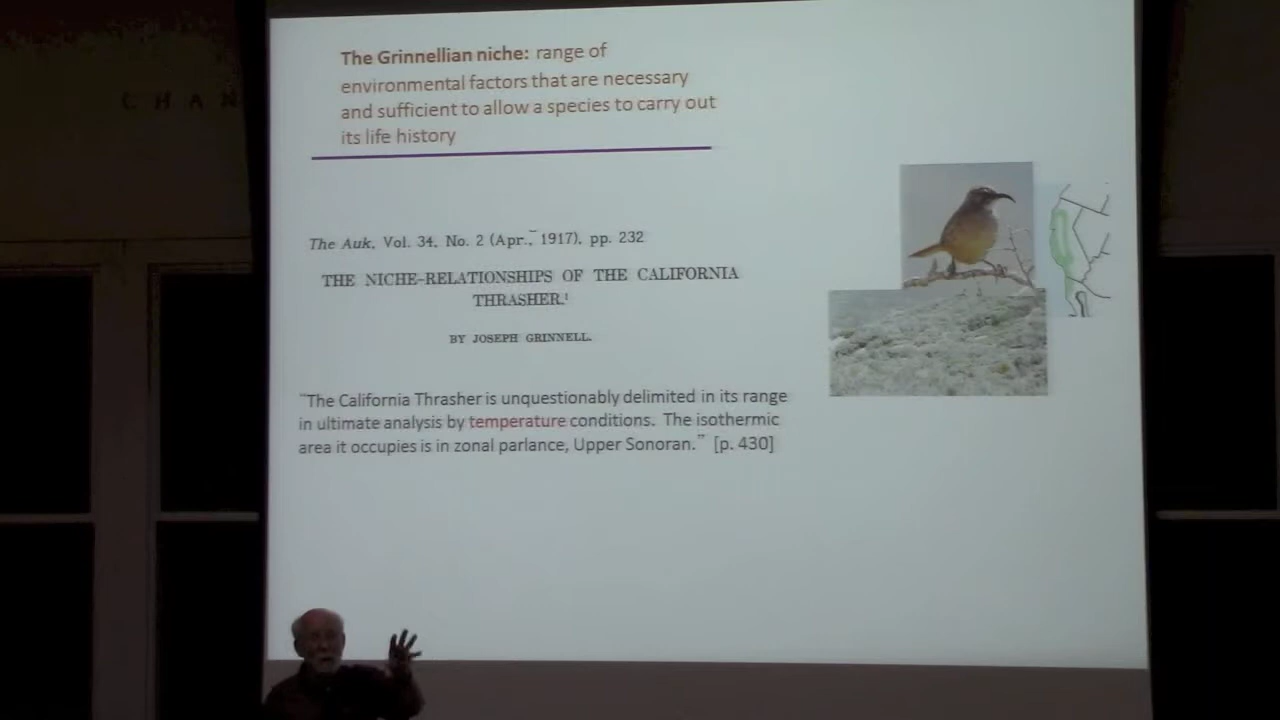 CHAN
The Grinnellian niche: range of
environmental factors that are necessary
and sufficient to allow a species to carry out
its life history
The Auk, Vol. 34, No. 2 (Apr., 1917), pp. 232
THE NICHE-RELATIONSHIPS OF THE CALIFORNIA
THRASHER.¹
BY JOSEPH GRINNELL.
"The California Thrasher is unquestionably delimited in its range
in ultimate analysis by temperature conditions. The isothermic
area it occupies is in zonal parlance, Upper Sonoran." [p. 430]